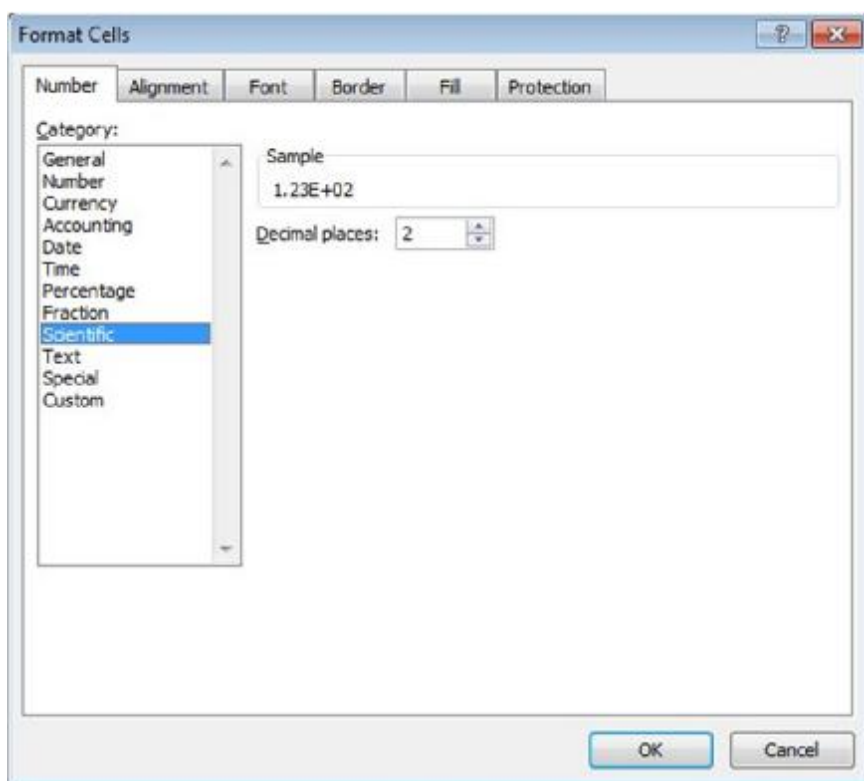 Format Cells
Number Alignment Font Border Fill Protection
Category:
General
Number
Currency
Accounting
Date
Time
Percentage
Fraction
Scientific
Text
Special
Custom
Sample
1.23E+02
Decimal places: 2
OK Cancel